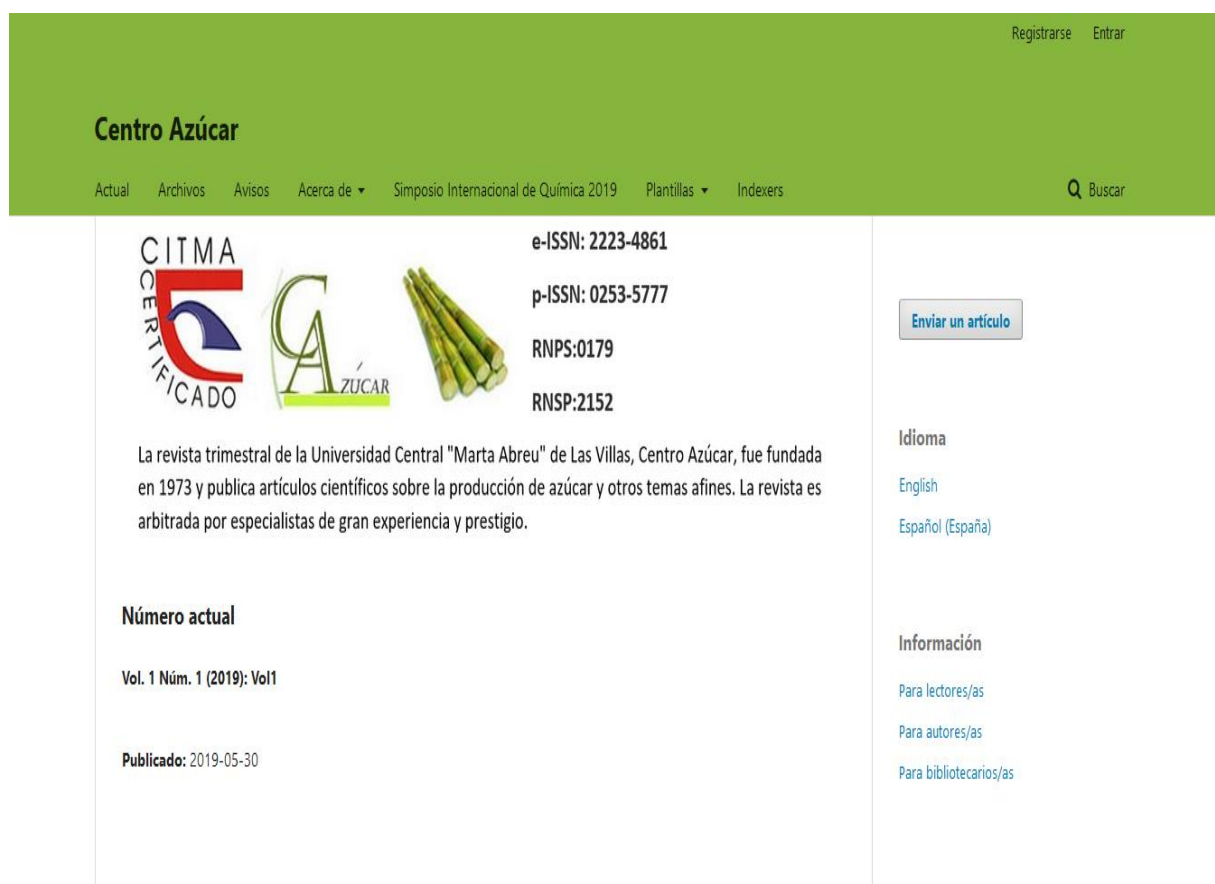 Registrarse Entrar
Centro Azúcar
Actual Archivos Avisos Acerca de Simposio Internacional de Química 2019 Plantillas Indexers Buscar
CITMA
CERTIFICADO
CA
ZÚCAR
e-ISSN: 2223-4861
p-ISSN: 0253-5777
RNPS:0179
RNSP:2152
La revista trimestral de la Universidad Central "Marta Abreu" de Las Villas, Centro Azúcar, fue fundada
en 1973 y publica artículos científicos sobre la producción de azúcar y otros temas afines. La revista es
arbitrada por especialistas de gran experiencia y prestigio.
Número actual
Vol. 1 Núm. 1 (2019): Vol1
Publicado: 2019-05-30
Enviar un artículo
Idioma
English
Español (España)
Información
Para lectores/as
Para autores/as
Para bibliotecarios/as